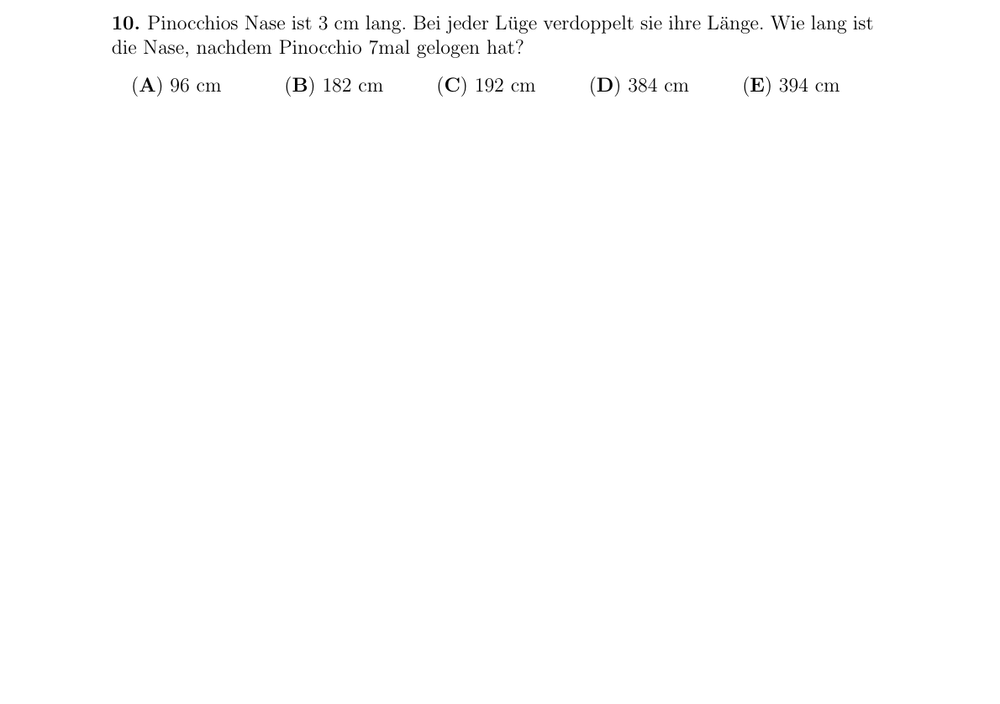 10. Pinocchios Nase ist 3 cm lang. Bei jeder Lüge verdoppelt sie ihre Länge. Wie lang ist
die Nase, nachdem Pinocchio 7mal gelogen hat?
(A) 96 cm (B) 182 cm (C) 192 cm (D) 384 cm (E) 394 cm